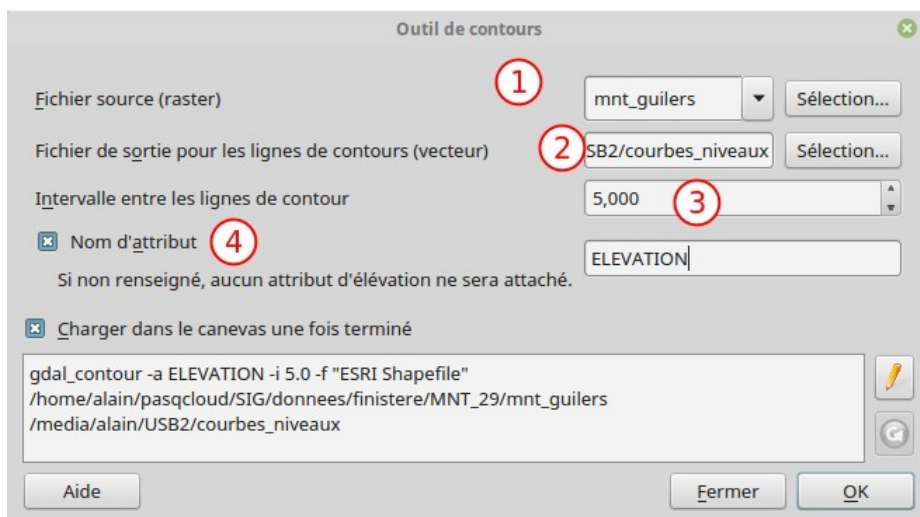 Outil de contours
1
Fichier source (raster)
mnt_guilers
Sélection...
Fichier de sortie pour les lignes de contours (vecteur)
2
SB2/courbes_niveaux
Sélection...
Intervalle entre les lignes de contour
5,000
3
Nom d'attribut
4
ELEVATION
Si non renseigné, aucun attribut d'élévation ne sera attaché.
Charger dans le canevas une fois terminé
gdal_contour -a ELEVATION -i 5.0 -f "ESRI Shapefile"
/home/alain/pasqcloud/SIG/donnees/finistere/MNT_29/mnt_guilers
/media/alain/USB2/courbes_niveaux
Aide
Fermer
OK